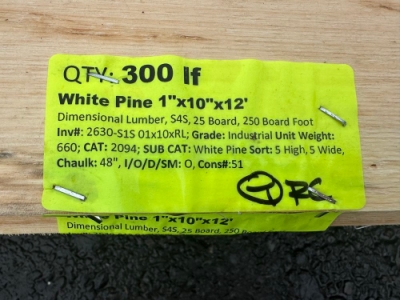 QTY: 300 lf
White Pine 1"x10"x12'
Dimensional Lumber, S4S, 25 Board, 250 Board Foot
Inv#: 2630-S1S 01x10xRL; Grade: Industrial Unit Weight:
660; CAT: 2094; SUB CAT: White Pine Sort: 5 High, 5 Wide,
Chaulk: 48", I/O/D/SM: O, Cons#:51
White Pine 1"x10"x12'
Dimensional Lumber, S4S, 25 Board, 250